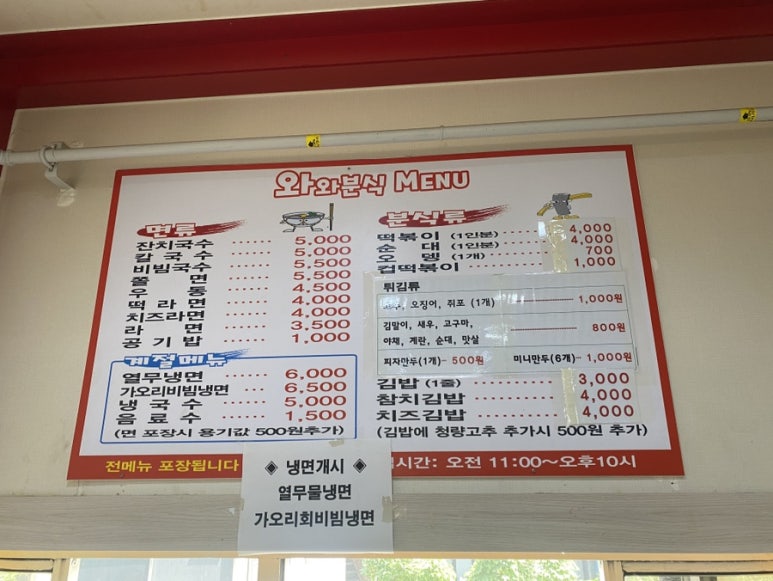 와와분식 MENU
면류
잔치국수 ······ 5,000
칼국수 ······ 5,000
비빔국수 ······ 5,500
쫄면 ······ 5,500
우동 ······ 4,500
떡라면 ······ 4,000
치즈라면 ······ 4,000
라면 ······ 3,500
공기밥 ······ 1,000
계절메뉴
열무냉면 ······ 6,000
가오리비빔냉면 ······ 6,500
냉국수 ······ 5,000
음료수 ······ 1,500
(면 포장시 용기값 500원추가)
분식류
떡볶이 (1인분) ······ 4,000
순대 (1인분) ······ 4,000
오뎅 (1개) ······ 700
컵떡볶이 ······ 1,000
튀김류
오징어, 쥐포 (1개) 1,000원
김말이, 새우, 고구마,
야채, 계란, 순대, 맛살 800원
피자만두(1개)- 500원 미니만두(6개)- 1,000원
김밥 (1줄) ······ 3,000
참치김밥 ······ 4,000
치즈김밥 ······ 4,000
(김밥에 청량고추 추가시 500원 추가)
전메뉴 포장됩니다
시간: 오전 11:00~오후10시
◈ 냉면개시 ◈
열무물냉면
가오리회비빔냉면